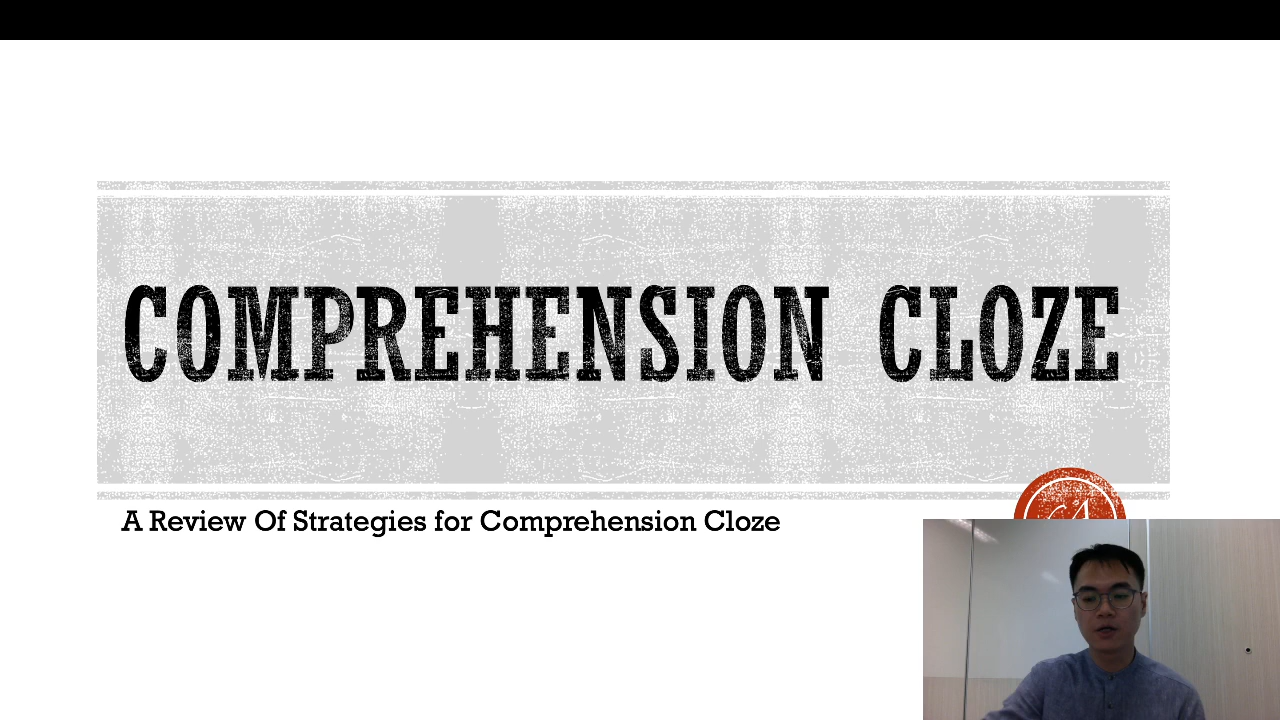 COMPREHENSION CLOZE
A Review Of Strategies for Comprehension Cloze